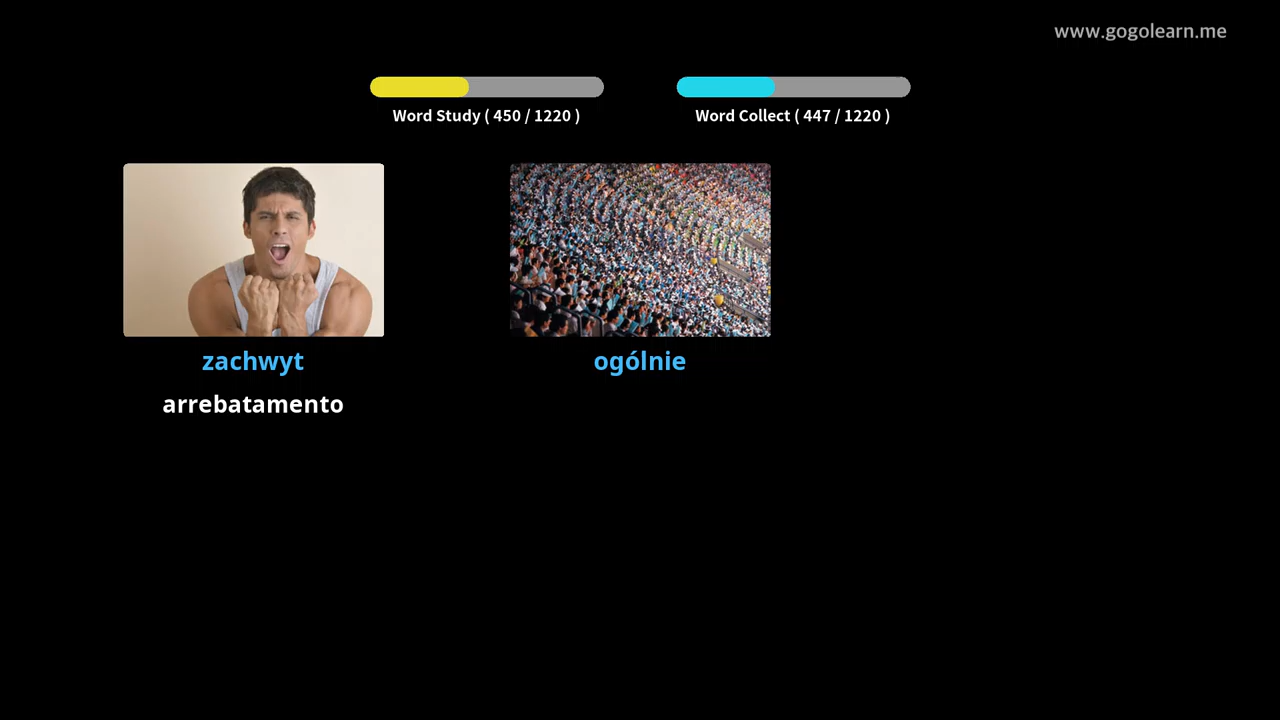 www.gogolearn.me
Word Study ( 450 / 1220 )
Word Collect ( 447 / 1220 )
zachwyt
ogólnie
arrebatamento